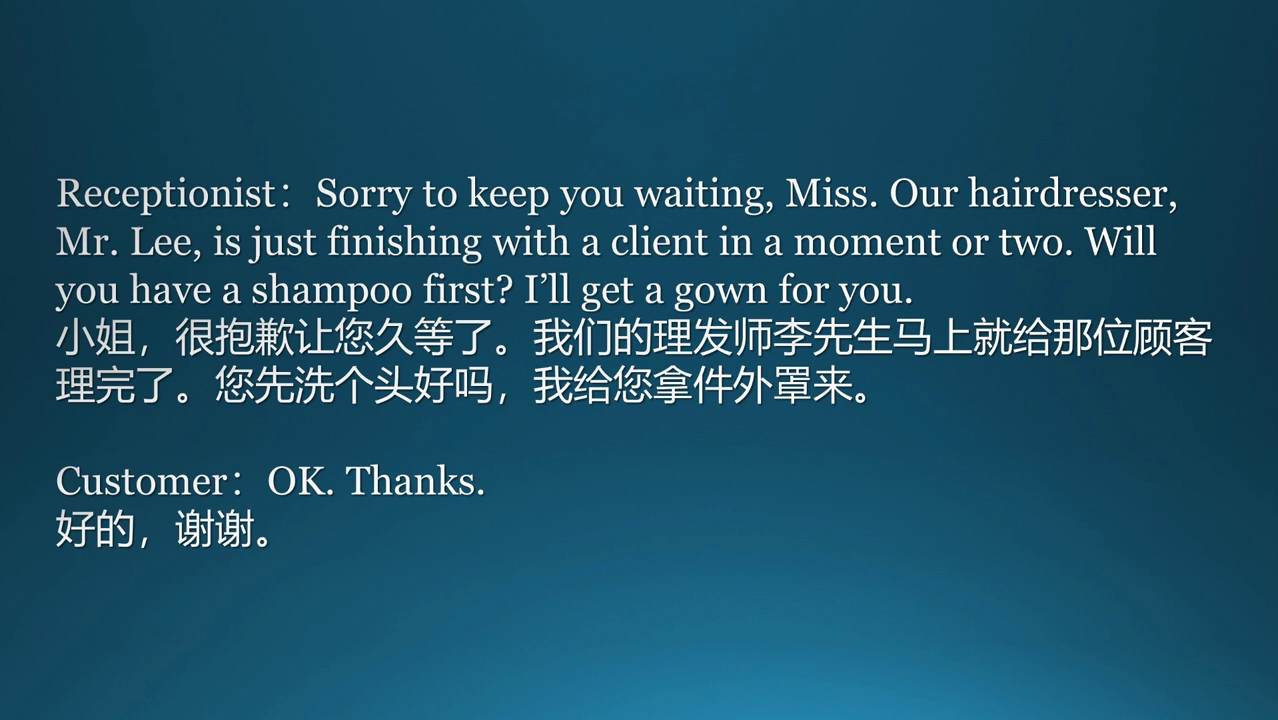 Receptionist：Sorry to keep you waiting, Miss. Our hairdresser,
Mr. Lee, is just finishing with a client in a moment or two. Will
you have a shampoo first? I’ll get a gown for you.
小姐，很抱歉让您久等了。我们的理发师李先生马上就给那位顾客
理完了。您先洗个头好吗，我给您拿件外罩来。
Customer：OK. Thanks.
好的，谢谢。